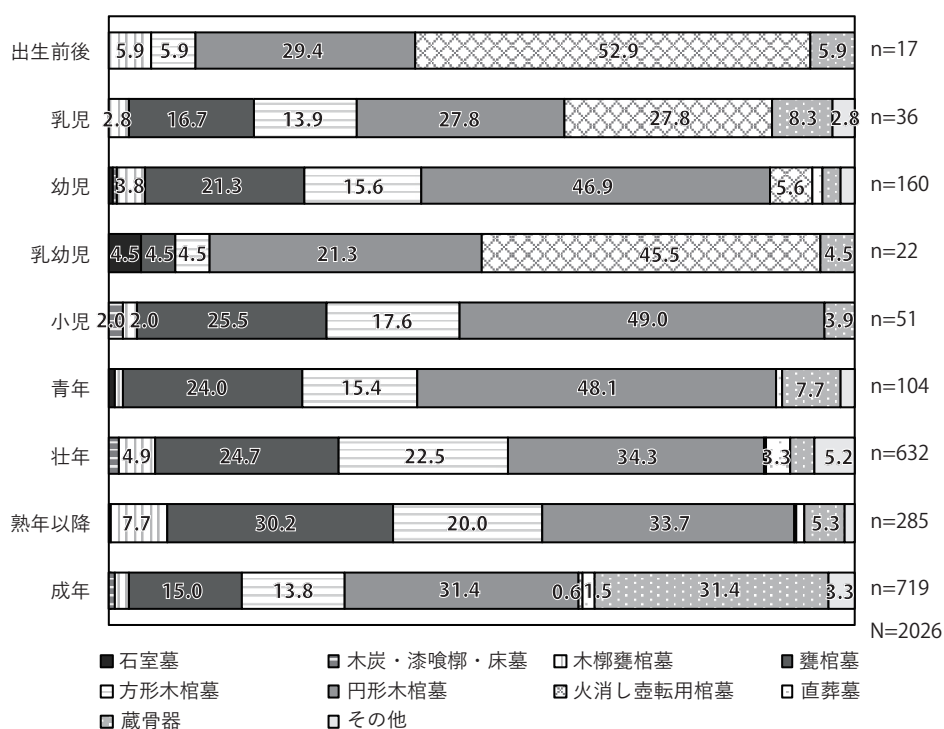 出生前後 5.9 5.9 29.4 52.9 5.9 n=17
乳児 2.8 16.7 13.9 27.8 27.8 8.3 2.8 n=36
幼児 3.8 21.3 15.6 46.9 5.6 n=160
乳幼児 4.5 4.5 4.5 21.3 45.5 4.5 n=22
小児 2.0 2.0 25.5 17.6 49.0 3.9 n=51
青年 24.0 15.4 48.1 7.7 n=104
壮年 4.9 24.7 22.5 34.3 3.3 5.2 n=632
熟年以降 7.7 30.2 20.0 33.7 5.3 n=285
成年 15.0 13.8 31.4 0.6 1.5 31.4 3.3 n=719
N=2026
石室墓 木炭・漆喰槨・床墓 木槨甕棺墓 甕棺墓
方形木棺墓 円形木棺墓 火消し壺転用棺墓 直葬墓
蔵骨器 その他